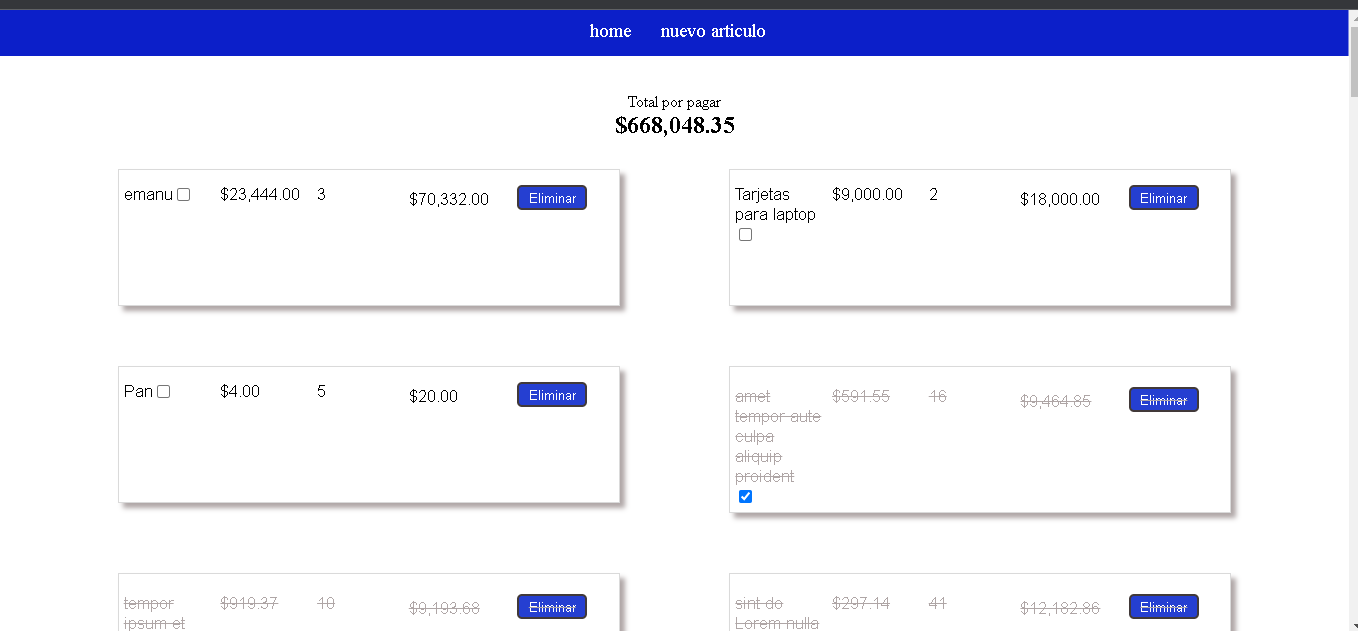 home nuevo articulo
Total por pagar
$668,048.35
emanu $23,444.00 3 $70,332.00 Eliminar
Tarjetas $9,000.00 2 $18,000.00 Eliminar
para laptop
Pan $4.00 5 $20.00 Eliminar
amet $591.55 16 $9,464.85 Eliminar
tempor aute
culpa
aliquip
proident
tempor $919.37 10 $9,193.68 Eliminar
ipsum et
sint do $297.14 41 $12,182.86 Eliminar
Lorem nulla